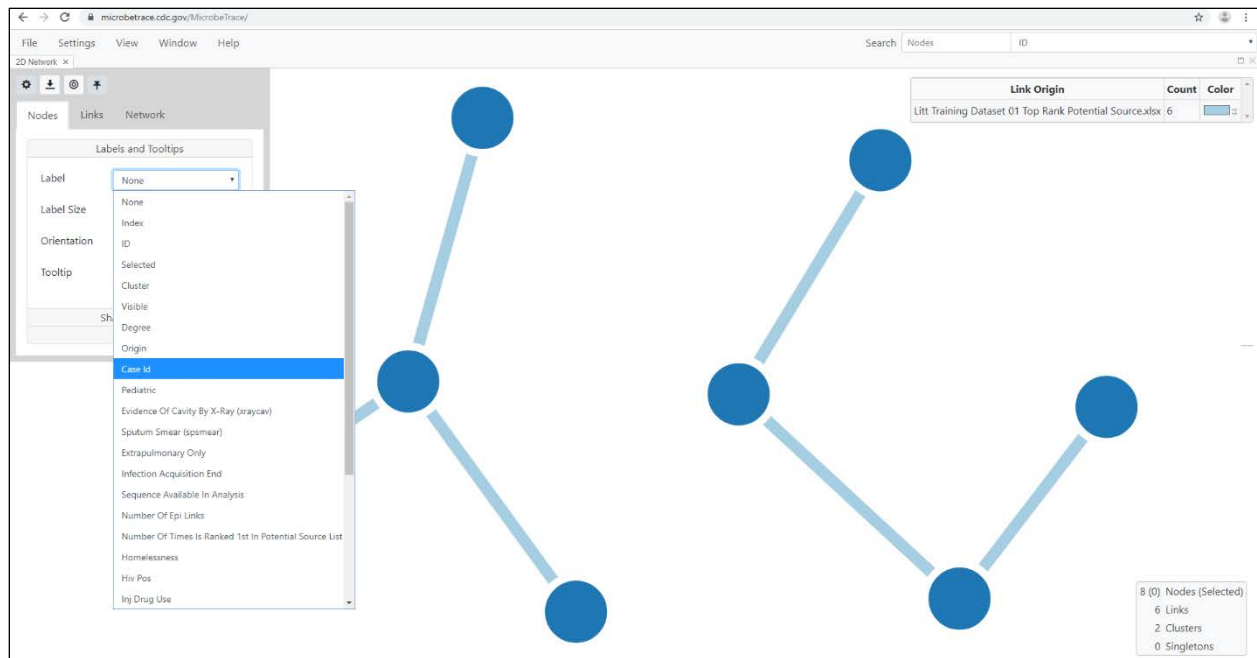 microbetrace.cdc.gov/MicrobeTrace/
File Settings View Window Help Search Nodes ID
2D Network ×
Nodes Links Network
Labels and Tooltips
Label None
Label Size
Orientation
Tooltip
Sh
None
Index
ID
Selected
Cluster
Visible
Degree
Origin
Case Id
Pediatric
Evidence Of Cavity By X-Ray (xraycav)
Sputum Smear (spsmear)
Extrapulmonary Only
Infection Acquisition End
Sequence Available In Analysis
Number Of Epi Links
Number Of Times Is Ranked 1st In Potential Source List
Homelessness
Hiv Pos
Inj Drug Use
Link Origin Count Color
Litt Training Dataset 01 Top Rank Potential Source.xlsx 6
8 (0) Nodes (Selected)
6 Links
2 Clusters
0 Singletons